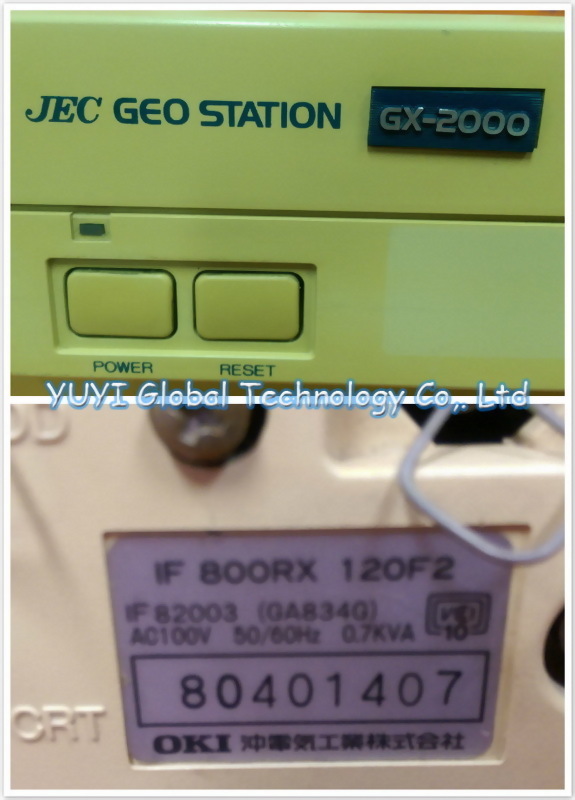 JEC GEO STATION GX-2000
POWER RESET
YUYI Global Technology Co,. Ltd
IF 800RX 120F2
IF 82003 (GA834G)
AC100V 50/60Hz 0.7KVA
10
80401407
CRT
OKI 沖電気工業株式会社